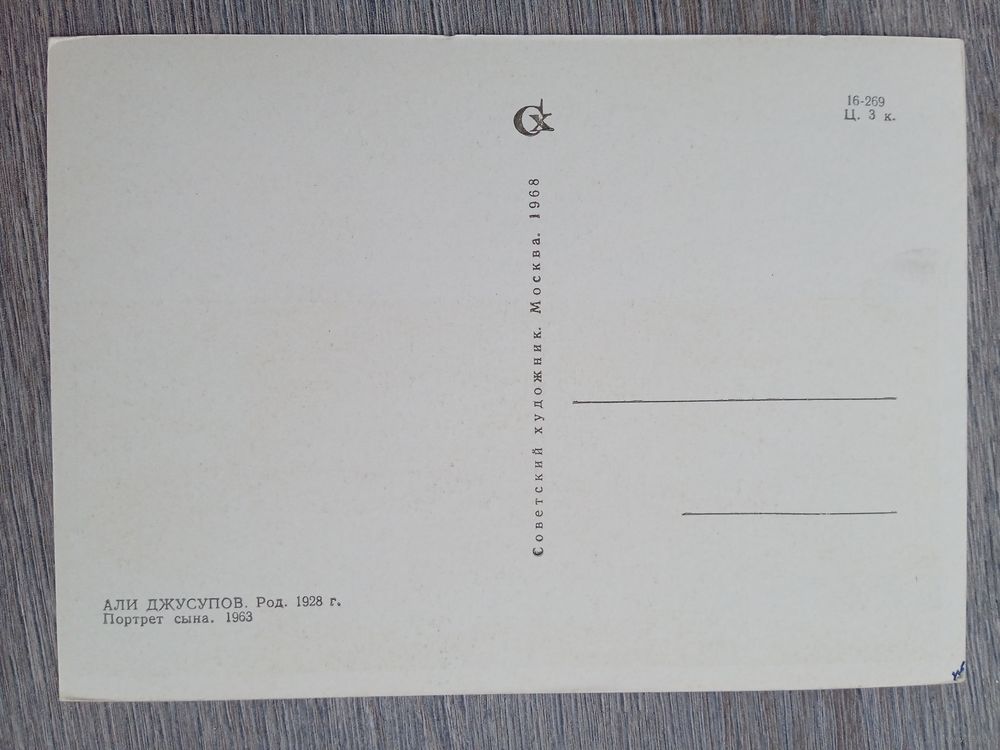 Сх
16-269
Ц. 3 к.
Советский художник. Москва. 1968
АЛИ ДЖУСУПОВ. Род. 1928 г.
Портрет сына. 1963